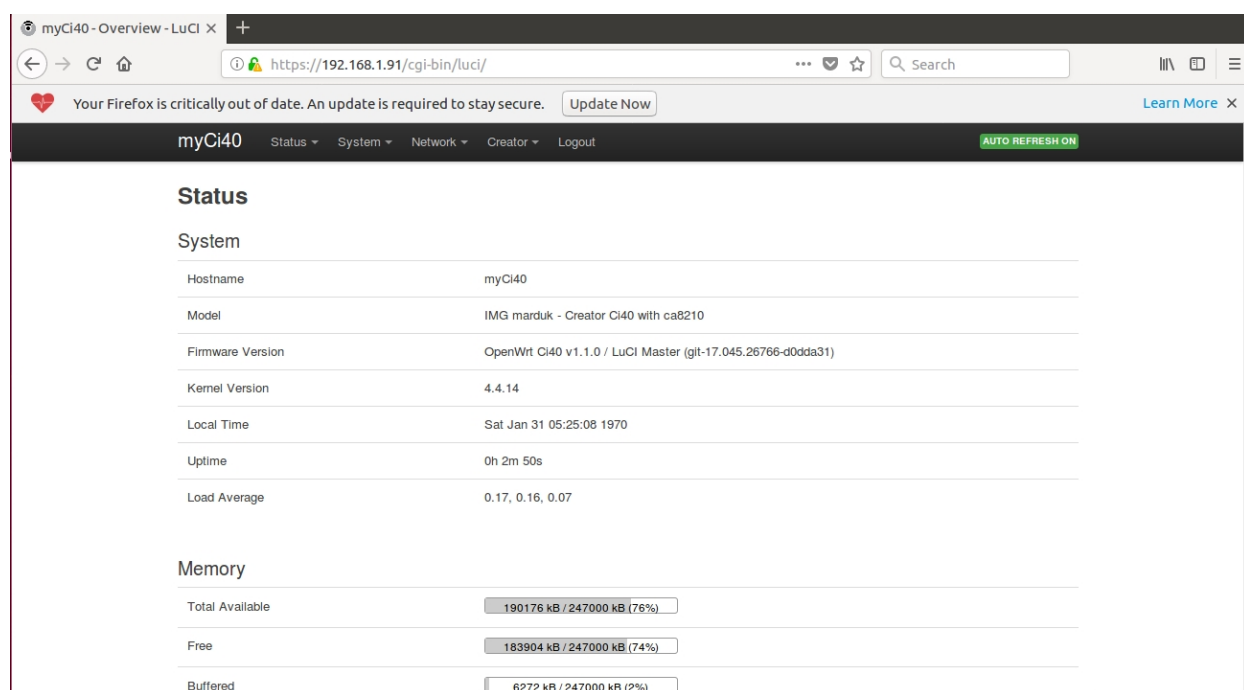 myCi40 - Overview - LuCI
https://192.168.1.91/cgi-bin/luci/ Search
Your Firefox is critically out of date. An update is required to stay secure. Update Now Learn More
myCi40 Status System Network Creator Logout AUTO REFRESH ON
Status
System
Hostname myCi40
Model IMG marduk - Creator Ci40 with ca8210
Firmware Version OpenWrt Ci40 v1.1.0 / LuCI Master (git-17.045.26766-d0dda31)
Kernel Version 4.4.14
Local Time Sat Jan 31 05:25:08 1970
Uptime 0h 2m 50s
Load Average 0.17, 0.16, 0.07
Memory
Total Available 190176 kB / 247000 kB (76%)
Free 183904 kB / 247000 kB (74%)
Buffered 6272 kB / 247000 kB (2%)